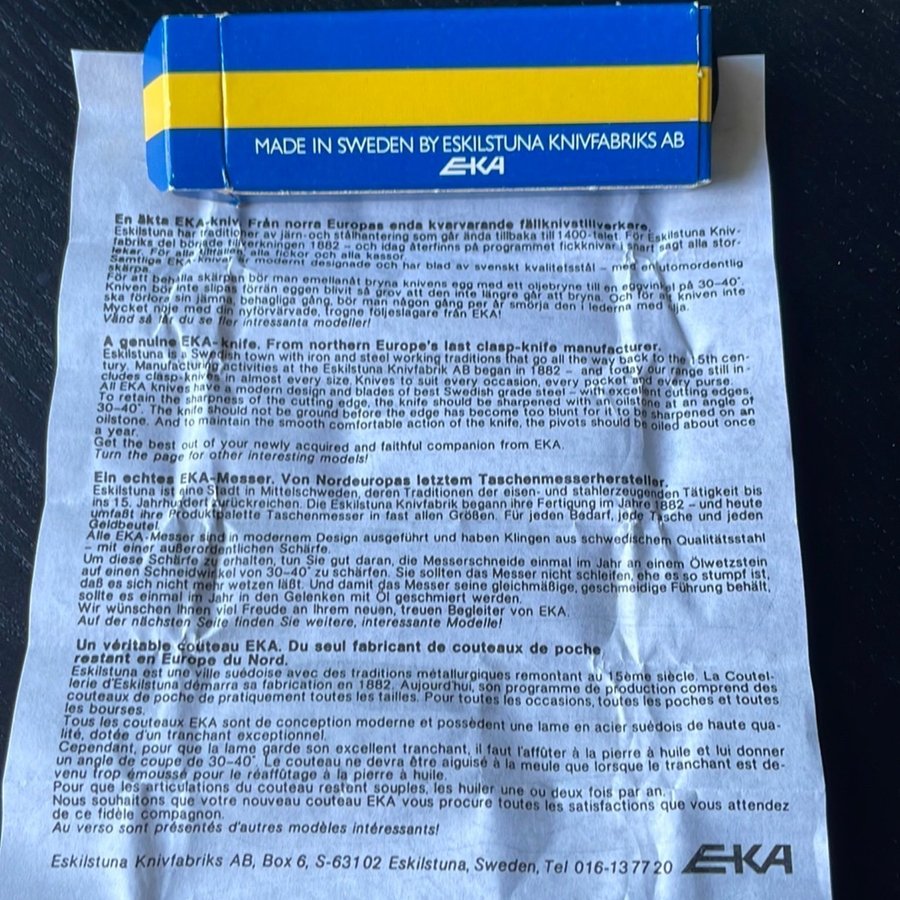 MADE IN SWEDEN BY ESKILSTUNA KNIVFABRIKS AB
EKA
En äkta EKA-kniv. Från norra Europas enda kvarvarande fällknivstillverkare.
Eskilstuna har traditioner av järn- och stålhantering som går ända tillbaka till 1400-talet. För Eskilstuna Kniv-
fabriks del började tillverkningen 1882 – och idag återfinns på programmet fickknivar i snart sagt alla stor-
lekar. För alla tillfällen, alla fickor och alla kassor.
Samtliga EKA-knivar är modernt designade och har blad av svenskt kvalitetsstål – med en utomordentlig
skärpa.
För att behålla skärpan bör man emellanåt bryna knivens egg med ett oljebryne till en eggvinkel på 30–40°.
Kniven bör inte slipas förrän eggen blivit så grov att den inte längre går att bryna. Och för att kniven inte
ska förlora sin jämna, behagliga gång, bör man någon gång per år smörja den i lederna med olja.
Mycket nöje med din nyförvärvade, trogne följeslagare från EKA!
Vänd så får du se fler intressanta modeller!
A genuine EKA-knife. From northern Europe's last clasp-knife manufacturer.
Eskilstuna is a Swedish town with iron and steel working traditions that go all the way back to the 15th cen-
tury. Manufacturing activities at the Eskilstuna Knivfabrik AB began in 1882 – and today our range still in-
cludes clasp-knives in almost every size. Knives to suit every occasion, every pocket and every purse.
All EKA knives have a modern design and blades of best Swedish grade steel – with excellent cutting edges.
To retain the sharpness of the cutting edge, the knife should be sharpened with an oilstone at an angle of
30–40°. The knife should not be ground before the edge has become too blunt for it to be sharpened on an
oilstone. And to maintain the smooth comfortable action of the knife, the pivots should be oiled about once
a year.
Get the best out of your newly acquired and faithful companion from EKA.
Turn the page for other interesting models!
Ein echtes EKA-Messer. Von Nordeuropas letztem Taschenmesserhersteller.
Eskilstuna ist eine Stadt in Mittelschweden, deren Traditionen der eisen- und stahlerzeugenden Tätigkeit bis
ins 15. Jahrhundert zurückreichen. Die Eskilstuna Knivfabrik begann ihre Fertigung im Jahre 1882 – und heute
umfaßt ihre Produktpalette Taschenmesser in fast allen Größen. Für jeden Bedarf, jede Tasche und jeden
Geldbeutel.
Alle EKA-Messer sind in modernem Design ausgeführt und haben Klingen aus schwedischem Qualitätsstahl
– mit einer außerordentlichen Schärfe.
Um diese Schärfe zu erhalten, tun Sie gut daran, die Messerschneide einmal im Jahr an einem Ölwetzstein
auf einen Schneidwinkel von 30–40° zu schärfen. Sie sollten das Messer nicht schleifen, ehe es so stumpf ist,
daß es sich nicht mehr wetzen läßt. Und damit das Messer seine gleichmäßige, geschmeidige Führung behält,
sollte es einmal im Jahr in den Gelenken mit Öl geschmiert werden.
Wir wünschen Ihnen viel Freude an Ihrem neuen, treuen Begleiter von EKA.
Auf der nächsten Seite finden Sie weitere, interessante Modelle!
Un véritable couteau EKA. Du seul fabricant de couteaux de poche
restant en Europe du Nord.
Eskilstuna est une ville suédoise avec des traditions métallurgiques remontant au 15ème siècle. La Coutel-
lerie d'Eskilstuna démarra sa fabrication en 1882. Aujourd'hui, son programme de production comprend des
couteaux de poche de pratiquement toutes les tailles. Pour toutes les occasions, toutes les poches et toutes
les bourses.
Tous les couteaux EKA sont de conception moderne et possèdent une lame en acier suédois de haute qua-
lité, dotée d'un tranchant exceptionnel.
Cependant, pour que la lame garde son excellent tranchant, il faut l'affûter à la pierre à huile et lui donner
un angle de coupe de 30–40°. Le couteau ne devra être aiguisé à la meule que lorsque le tranchant est de-
venu trop émoussé pour le réaffûtage à la pierre à huile.
Pour que les articulations du couteau restent souples, les huiler une ou deux fois par an.
Nous souhaitons que votre nouveau couteau EKA vous procure toutes les satisfactions que vous attendez
de ce fidèle compagnon.
Au verso sont présentés d'autres modèles intéressants!
Eskilstuna Knivfabriks AB, Box 6, S-631 02 Eskilstuna, Sweden, Tel 016-13 77 20 EKA